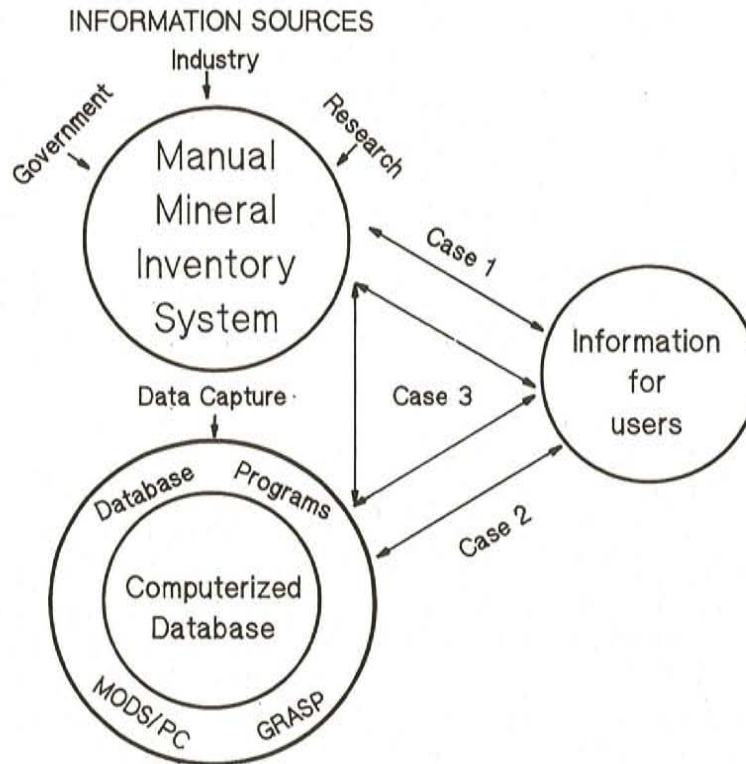 INFORMATION SOURCES
Industry
Government
Research
Manual
Mineral
Inventory
System
Case 1
Information
for
users
Case 3
Data Capture
Case 2
Database Programs
Computerized
Database
MODS/PC GRASP